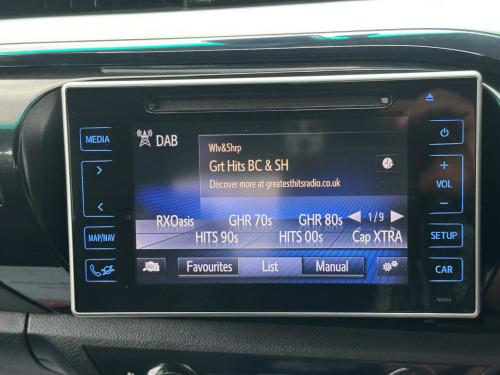 MEDIA
DAB
Wlv&Shrp
Grt Hits BC & SH
Discover more at greatesthitsradio.co.uk
VOL
RXOasis GHR 70s GHR 80s 1/9
HITS 90s HITS 00s Cap XTRA
MAP/NAV
SETUP
Favourites List Manual
CAR